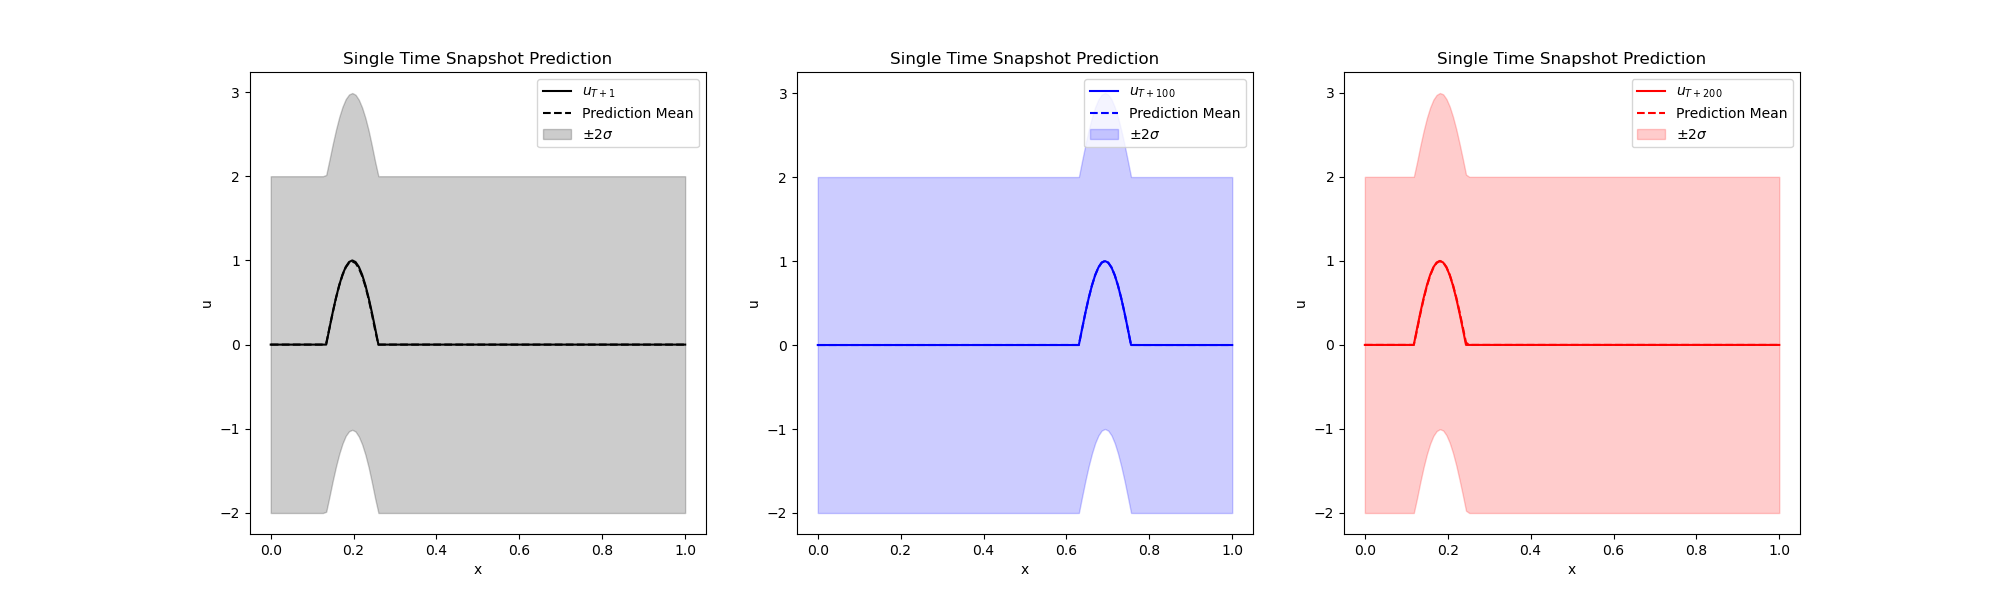 Single Time Snapshot Prediction
u_{T+1}
Prediction Mean
±2σ
3
2
1
0
−1
−2
u
0.0 0.2 0.4 0.6 0.8 1.0
x
Single Time Snapshot Prediction
u_{T+100}
Prediction Mean
±2σ
3
2
1
0
−1
−2
u
0.0 0.2 0.4 0.6 0.8 1.0
x
Single Time Snapshot Prediction
u_{T+200}
Prediction Mean
±2σ
3
2
1
0
−1
−2
u
0.0 0.2 0.4 0.6 0.8 1.0
x